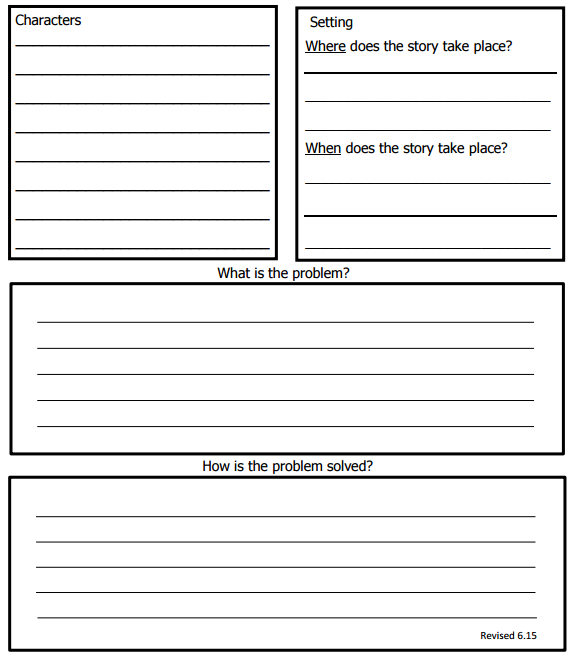 Characters
Setting
Where does the story take place?
When does the story take place?
What is the problem?
How is the problem solved?
Revised 6.15